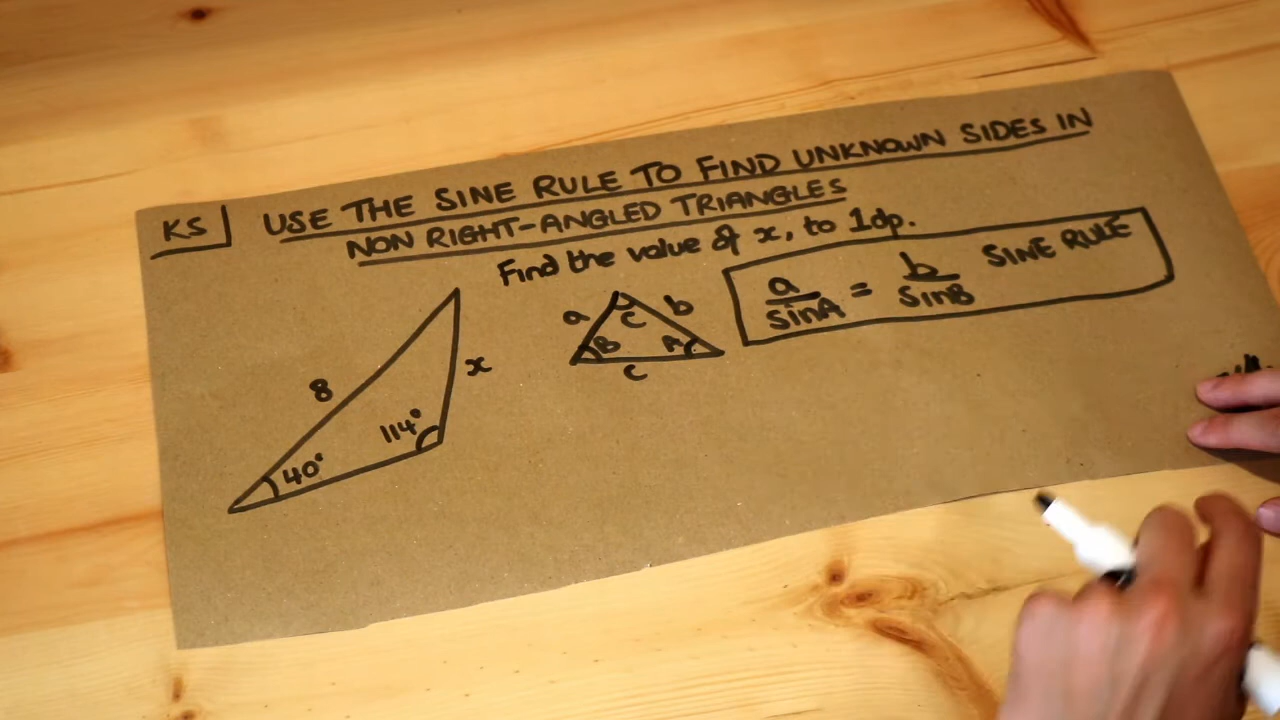 KS
USE THE SINE RULE TO FIND UNKNOWN SIDES IN
NON RIGHT-ANGLED TRIANGLES
Find the value of x, to 1dp.
8
x
40°
114°
a
b
c
A
B
C
a/sinA = b/sinB SINE RULE